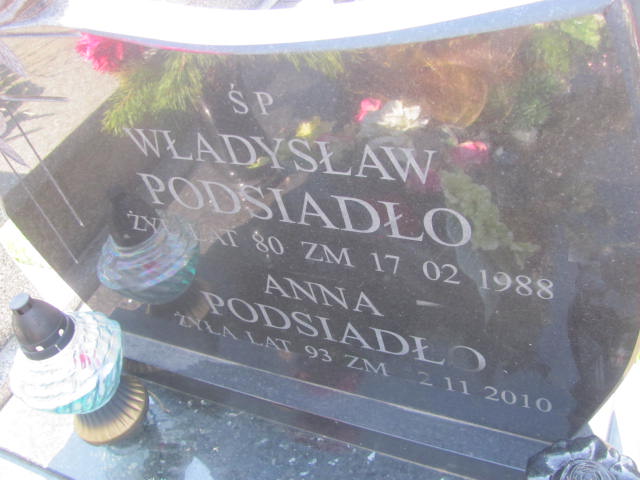 ŚP
WŁADYSŁAW
PODSIADŁO
ŻYŁ LAT 80 ZM 17 02 1988
ANNA
PODSIADŁO
ŻYŁA LAT 93 ZM 2 11 2010